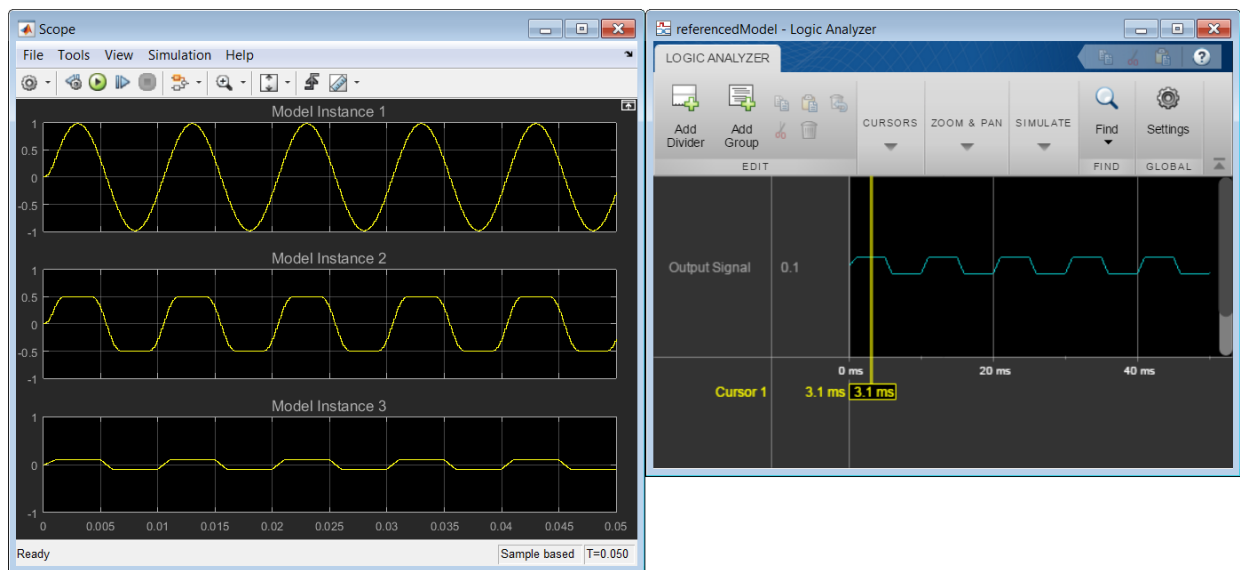 Scope
File Tools View Simulation Help
Model Instance 1
1
0.5
0
-0.5
-1
Model Instance 2
1
0.5
0
-0.5
-1
Model Instance 3
1
0
-1
0 0.005 0.01 0.015 0.02 0.025 0.03 0.035 0.04 0.045 0.05
Ready Sample based T=0.050
referencedModel - Logic Analyzer
LOGIC ANALYZER ?
Add Divider
Add Group
EDIT
CURSORS
ZOOM & PAN
SIMULATE
Find
FIND
Settings
GLOBAL
Output Signal 0.1
0 ms 20 ms 40 ms
Cursor 1 3.1 ms 3.1 ms